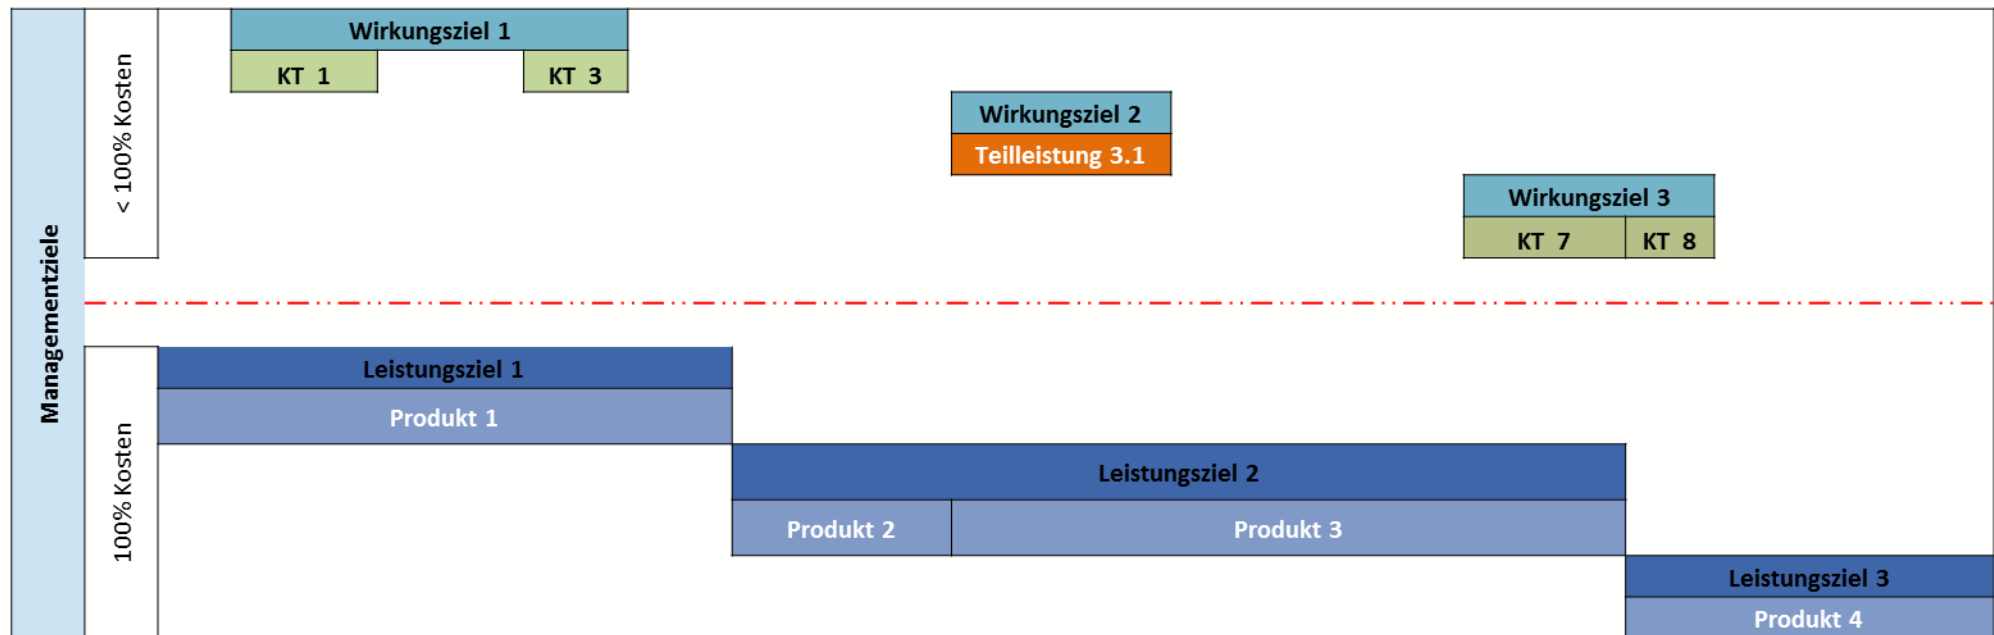 Managementziele
< 100% Kosten
Wirkungsziel 1
KT 1
KT 3
Wirkungsziel 2
Teilleistung 3.1
Wirkungsziel 3
KT 7
KT 8
100% Kosten
Leistungsziel 1
Produkt 1
Leistungsziel 2
Produkt 2
Produkt 3
Leistungsziel 3
Produkt 4